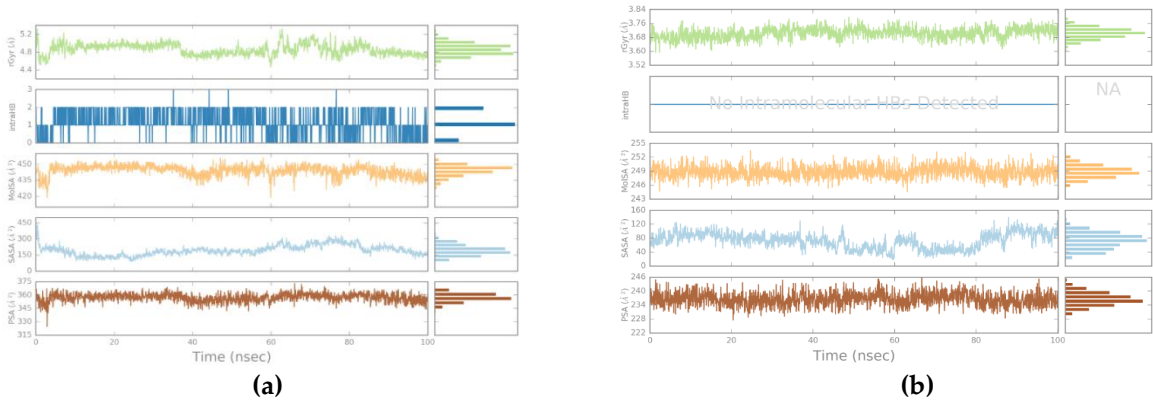 rGyr (Å)
5.2
4.8
4.4
intraHB
3
2
1
0
MolSA (Å²)
450
435
420
SASA (Å²)
450
300
150
0
PSA (Å²)
375
360
345
330
315
0 20 40 60 80 100
Time (nsec)
(a)
rGyr (Å)
3.84
3.76
3.68
3.60
3.52
intraHB
No Intramolecular HBs Detected
NA
MolSA (Å²)
255
252
249
246
243
SASA (Å²)
160
120
80
40
0
PSA (Å²)
246
240
234
228
222
0 20 40 60 80 100
Time (nsec)
(b)